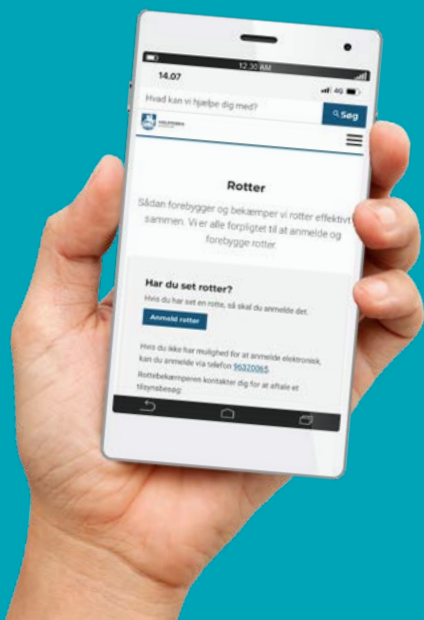 12.30 AM
14.07
4G
Hvad kan vi hjælpe dig med?
Søg
Rotter
Sådan forebygger og bekæmper vi rotter effektivt
sammen. Vi er alle forpligtet til at anmelde og
forebygge rotter.
Har du set rotter?
Hvis du har set en rotte, så skal du anmelde det.
Anmeld rotter
Hvis du ikke har mulighed for at anmelde elektronisk,
kan du anmelde via telefon 96320065.
Rottebekæmperes kontakter dig for at aftale et
tilsynsbesøg: